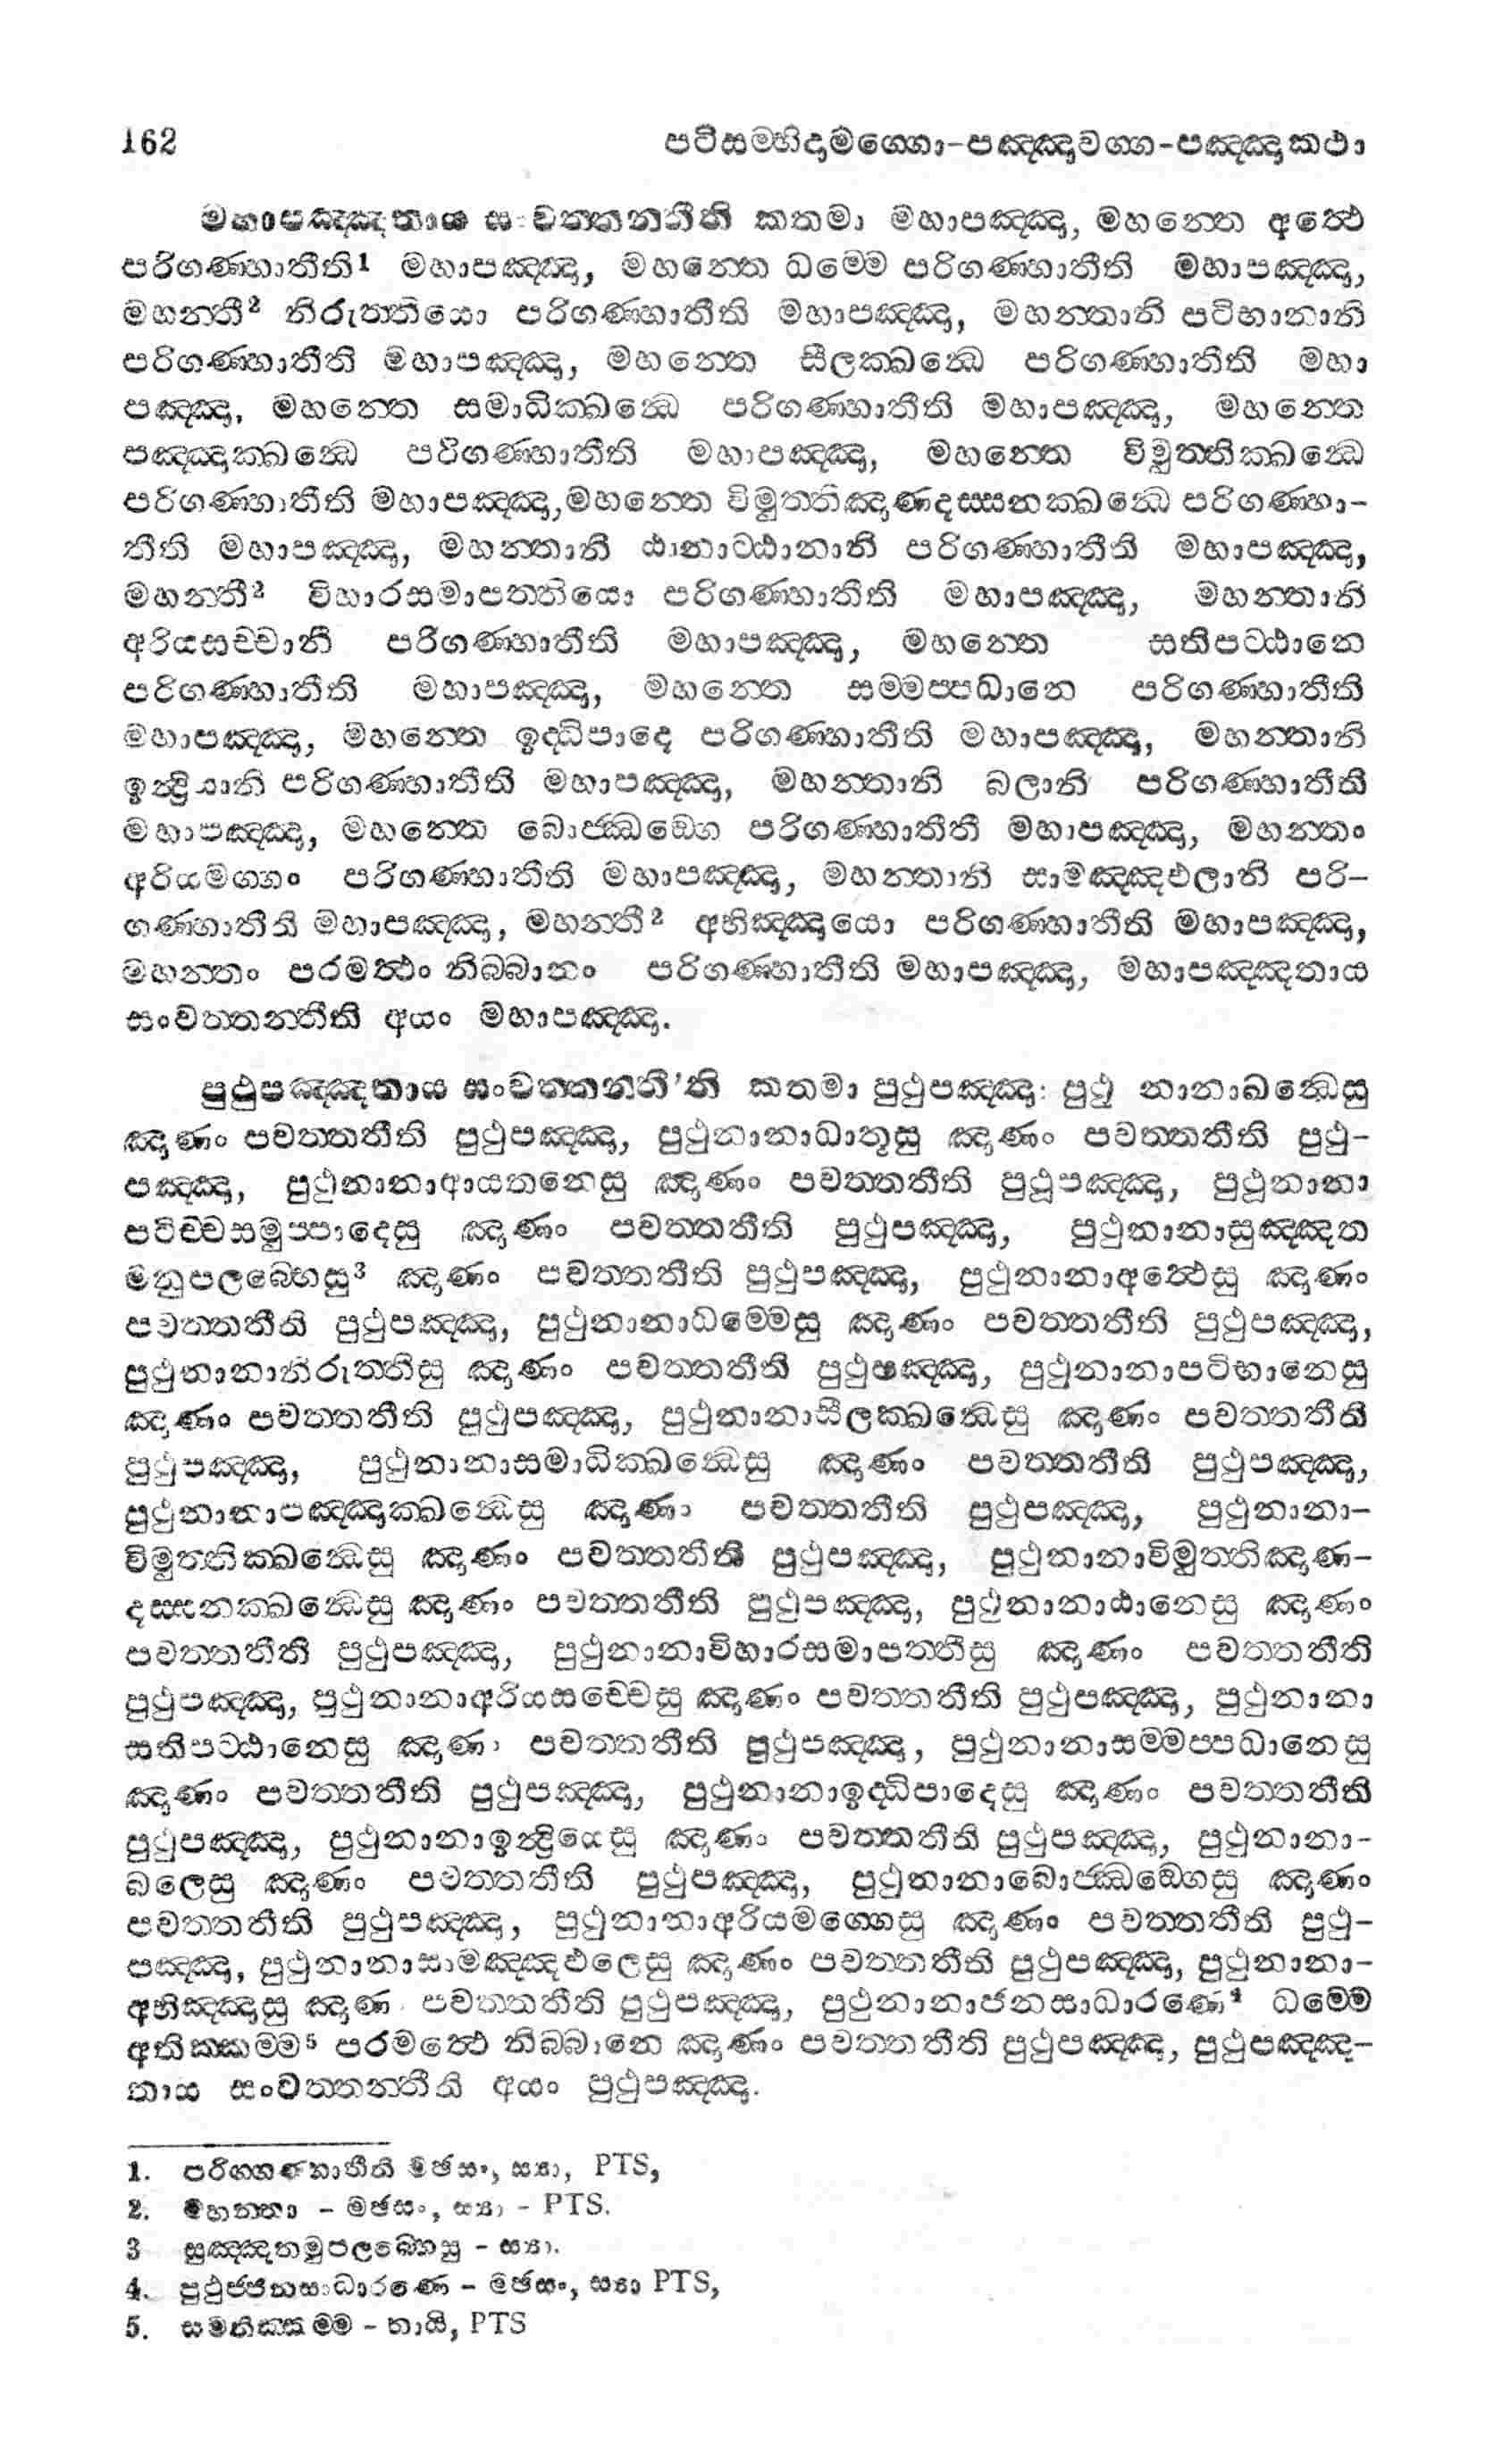 162 පටිසම්භිදාමග්ගො-පඤ්ඤාවග්ග-පඤ්ඤාකථා
මහාපඤ්ඤතාය සංවත්තන්තීති කතමා මහාපඤ්ඤා, මහන්තෙ අත්ථෙ
පරිගණ්හාතීති1 මහාපඤ්ඤා, මහන්තෙ ධම්මෙ පරිගණ්හාතීති මහාපඤ්ඤා,
මහන්තී2 නිරුත්තියො පරිගණ්හාතීති මහාපඤ්ඤා, මහන්තානි පටිභානානි
පරිගණ්හාතීති මහාපඤ්ඤා, මහන්තෙ සීලක්ඛන්ධෙ පරිගණ්හාතීති මහා
පඤ්ඤා, මහන්තෙ සමාධික්ඛන්ධෙ පරිගණ්හාතීති මහාපඤ්ඤා, මහන්තෙ
පඤ්ඤාක්ඛන්ධෙ පරිගණ්හාතීති මහාපඤ්ඤා, මහන්තෙ විමුත්තික්ඛන්ධෙ
පරිගණ්හාතීති මහාපඤ්ඤා,මහන්තෙ විමුත්තිඤාණදස්සනක්ඛන්ධෙ පරිගණ්හා-
තීති මහාපඤ්ඤා, මහන්තානි ඨානාට්ඨානානි පරිගණ්හාතීති මහාපඤ්ඤා,
මහන්තී2 විහාරසමාපත්තියො පරිගණ්හාතීති මහාපඤ්ඤා, මහන්තානි
අරියසච්චානි පරිගණ්හාතීති මහාපඤ්ඤා, මහන්තෙ සතිපට්ඨානෙ
පරිගණ්හාතීති මහාපඤ්ඤා, මහන්තෙ සම්මප්පධානෙ පරිගණ්හාතීති
මහාපඤ්ඤා, මහන්තෙ ඉද්ධිපාදෙ පරිගණ්හාතීති මහාපඤ්ඤා, මහන්තානි
ඉන්ද්‍රියානි පරිගණ්හාතීති මහාපඤ්ඤා, මහන්තානි බලානි පරිගණ්හාතීති
මහාපඤ්ඤා, මහන්තෙ බොජ්ඣඞ්ගෙ පරිගණ්හාතීති මහාපඤ්ඤා, මහන්තං
අරියමග්ගං පරිගණ්හාතීති මහාපඤ්ඤා, මහන්තානි සාමඤ්ඤඵලානි පරි-
ගණ්හාතීති මහාපඤ්ඤා, මහන්තී2 අභිඤ්ඤායො පරිගණ්හාතීති මහාපඤ්ඤා,
මහන්තං පරමත්ථං නිබ්බානං පරිගණ්හාතීති මහාපඤ්ඤා, මහාපඤ්ඤතාය
සංවත්තන්තීති අයං මහාපඤ්ඤා.
පුථුපඤ්ඤතාය සංවත්තන්තී'ති කතමා පුථුපඤ්ඤා: පුථු නානාඛන්ධෙසු
ඤාණං පවත්තතීති පුථුපඤ්ඤා, පුථුනානාධාතූසු ඤාණං පවත්තතීති පුථු-
පඤ්ඤා, පුථුනානාආයතනෙසු ඤාණං පවත්තතීති පුථූපඤ්ඤා, පුථූනානා
පටිච්චසමුප්පාදෙසු ඤාණං පවත්තතීති පුථුපඤ්ඤා, පුථුනානාසුඤ්ඤත
මනුපලබ්භෙසු3 ඤාණං පවත්තතීති පුථුපඤ්ඤා, පුථුනානාඅත්ථෙසු ඤාණං
පවත්තතීති පුථුපඤ්ඤා, පුථුනානාධම්මෙසු ඤාණං පවත්තතීති පුථුපඤ්ඤා,
පුථුනානානිරුත්තිසු ඤාණං පවත්තතීති පුථුපඤ්ඤා, පුථුනානාපටිභානෙසු
ඤාණං පවත්තතීති පුථුපඤ්ඤා, පුථුනානාසීලක්ඛන්ධෙසු ඤාණං පවත්තතීති
පුථුපඤ්ඤා, පුථුනානාසමාධික්ඛන්ධෙසු ඤාණං පවත්තතීති පුථුපඤ්ඤා,
පුථුනානාපඤ්ඤාක්ඛන්ධෙසු ඤාණං පවත්තතීති පුථුපඤ්ඤා, පුථුනානා-
විමුත්තික්ඛන්ධෙසු ඤාණං පවත්තතීති පුථුපඤ්ඤා, පුථුනානාවිමුත්තිඤාණ-
දස්සනක්ඛන්ධෙසු ඤාණං පවත්තතීති පුථුපඤ්ඤා, පුථුනානාඨානෙසු ඤාණං
පවත්තතීති පුථුපඤ්ඤා, පුථුනානාවිහාරසමාපත්තීසු ඤාණං පවත්තතීති
පුථුපඤ්ඤා, පුථුනානාඅරියසච්චෙසු ඤාණං පවත්තතීති පුථුපඤ්ඤා, පුථුනානා
සතිපට්ඨානෙසු ඤාණං පවත්තතීති පුථුපඤ්ඤා, පුථුනානාසම්මප්පධානෙසු
ඤාණං පවත්තතීති පුථුපඤ්ඤා, පුථුනානාඉද්ධිපාදෙසු ඤාණං පවත්තතීති
පුථුපඤ්ඤා, පුථුනානාඉන්ද්‍රියෙසු ඤාණං පවත්තතීති පුථුපඤ්ඤා, පුථුනානා-
බලෙසු ඤාණං පවත්තතීති පුථුපඤ්ඤා, පුථුනානාබොජ්ඣඞ්ගෙසු ඤාණං
පවත්තතීති පුථුපඤ්ඤා, පුථුනානාඅරියමග්ගෙසු ඤාණං පවත්තතීති පුථු-
පඤ්ඤා, පුථුනානාසාමඤ්ඤඵලෙසු ඤාණං පවත්තතීති පුථුපඤ්ඤා, පුථුනානා-
අභිඤ්ඤාසු ඤාණං පවත්තතීති පුථුපඤ්ඤා, පුථුනානාජනසාධාරණෙ4 ධම්මෙ
අතික්කම්ම5 පරමත්ථෙ නිබ්බානෙ ඤාණං පවත්තතීති පුථුපඤ්ඤා, පුථුපඤ්ඤ-
තාය සංවත්තන්තීති අයං පුථුපඤ්ඤා.
1. පරිග්ගණ්හාතීති මජසං, ස්‍යා, PTS,
2. මහන්තා - මජසං, ස්‍යා - PTS.
3 සුඤ්ඤතමුපලබ්භෙසු - ස්‍යා.
4. පුථුජ්ජනසාධාරණෙ - මජසං, ස්‍යා PTS,
5. සමතික්කම්ම - තායි, PTS